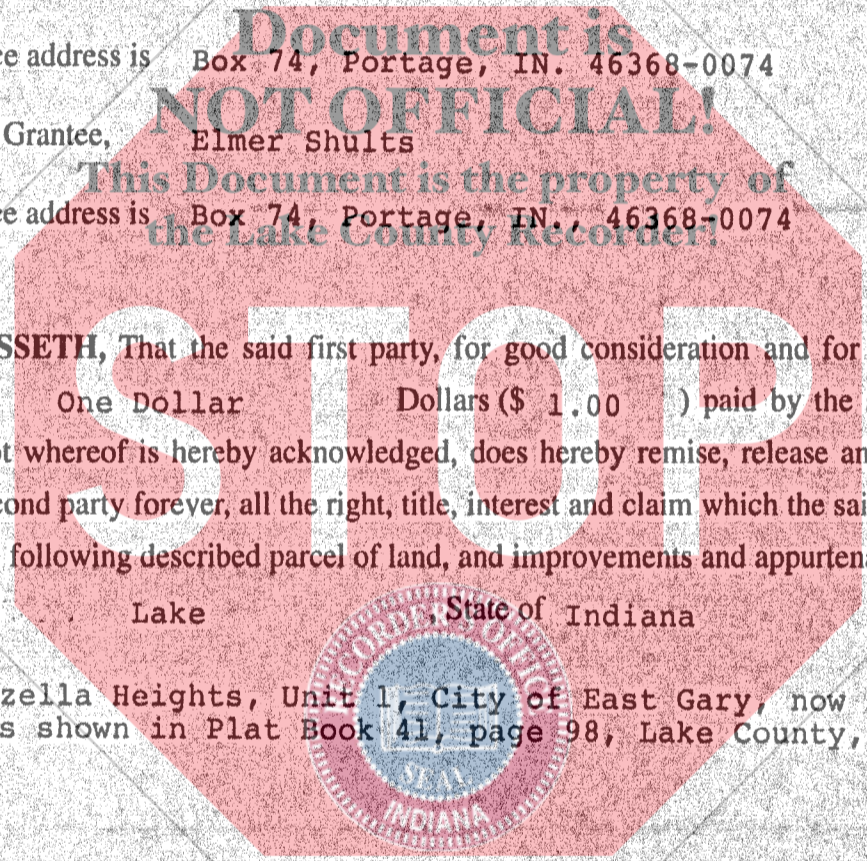 Document is
ce address is Box 74, Portage, IN. 46368-0074
NOT OFFICIAL!
Grantee, Elmer Shults
This Document is the property of
ce address is Box 74, Portage, IN., 46368-0074
the Lake County Recorder!
SSETH, That the said first party, for good consideration and for
One Dollar Dollars ($ 1.00 ) paid by the
ot whereof is hereby acknowledged, does hereby remise, release an
cond party forever, all the right, title, interest and claim which the sai
following described parcel of land, and improvements and appurtena
STOP
Lake , State of Indiana
zella Heights, Unit 1, City of East Gary, now
s shown in Plat Book 41, page 98, Lake County,
RECORDER'S OFFIC
SEAL
INDIANA